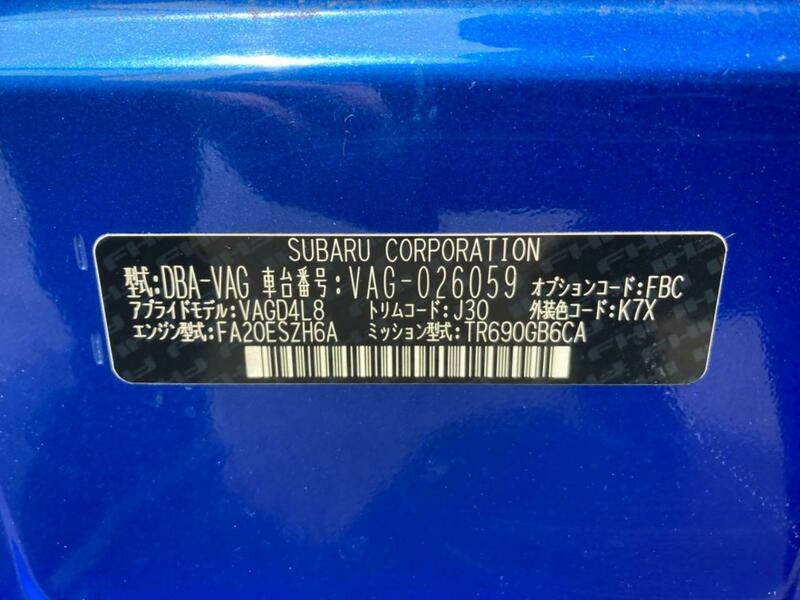 SUBARU CORPORATION
型式:DBA-VAG 車台番号:VAG-026059 オプションコード:FBC
アプライドモデル:VAGD4L8 トリムコード:J30 外装色コード:K7X
エンジン型式:FA20ESZH6A ミッション型式:TR690GB6CA